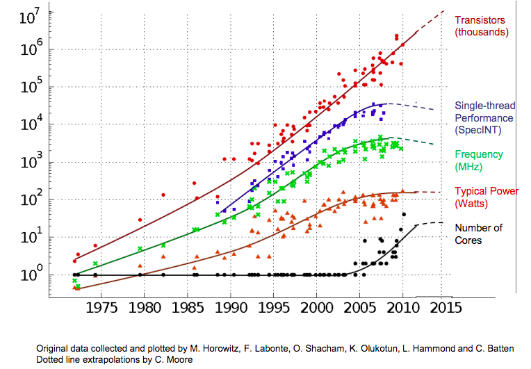 10^7
10^6
10^5
10^4
10^3
10^2
10^1
10^0
1975 1980 1985 1990 1995 2000 2005 2010 2015
Transistors
(thousands)
Single-thread
Performance
(SpecINT)
Frequency
(MHz)
Typical Power
(Watts)
Number of
Cores
Original data collected and plotted by M. Horowitz, F. Labonte, O. Shacham, K. Olukotun, L. Hammond and C. Batten
Dotted line extrapolations by C. Moore